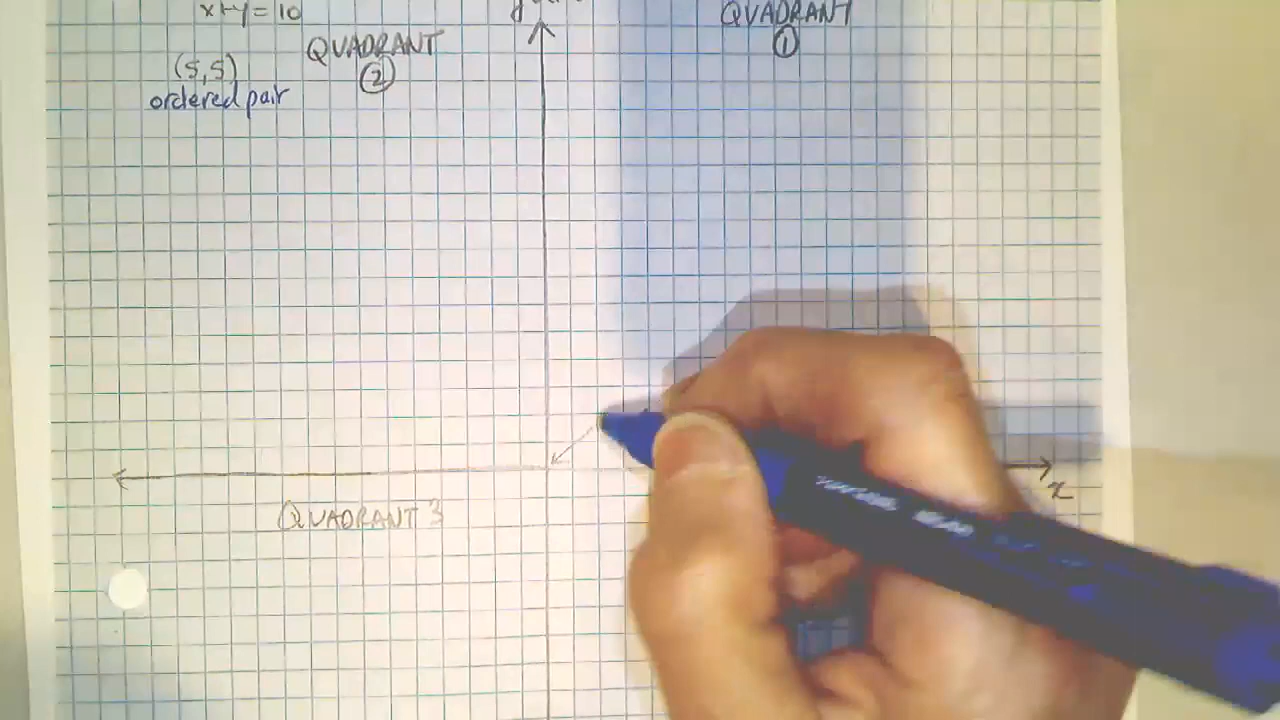 x+y=10
QUADRANT
①
QUADRANT
②
(5,5)
ordered pair
x
QUADRANT 3